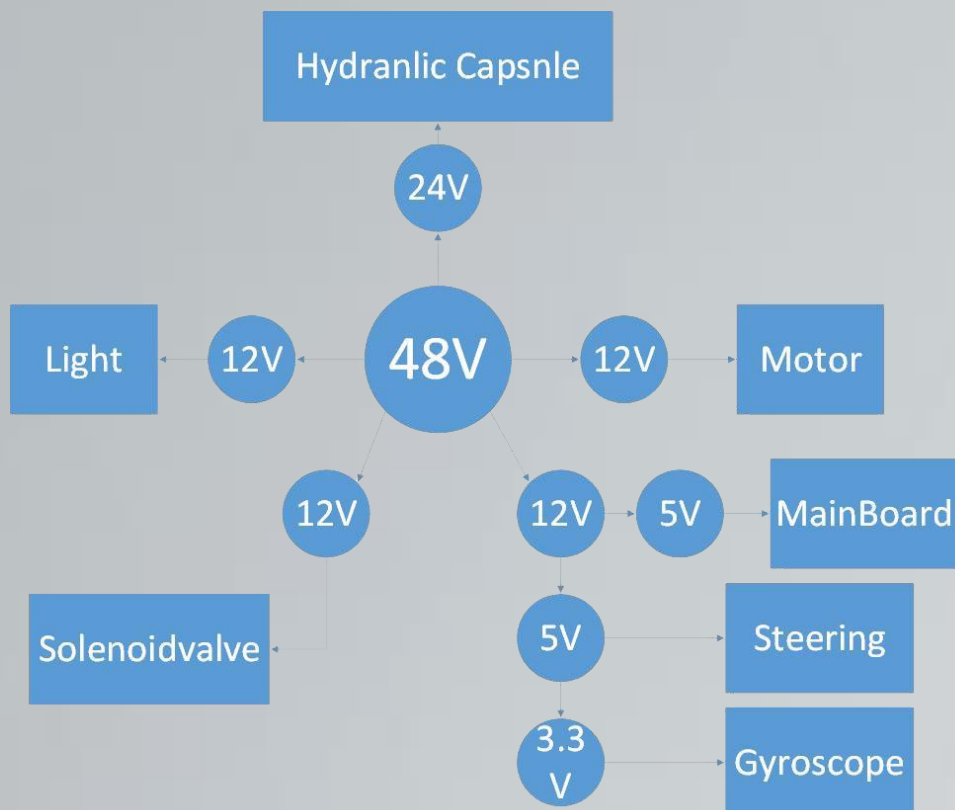 Hydranlic Capsnle
24V
Light
12V
48V
12V
Motor
12V
12V
5V
MainBoard
Solenoidvalve
5V
Steering
3.3
V
Gyroscope